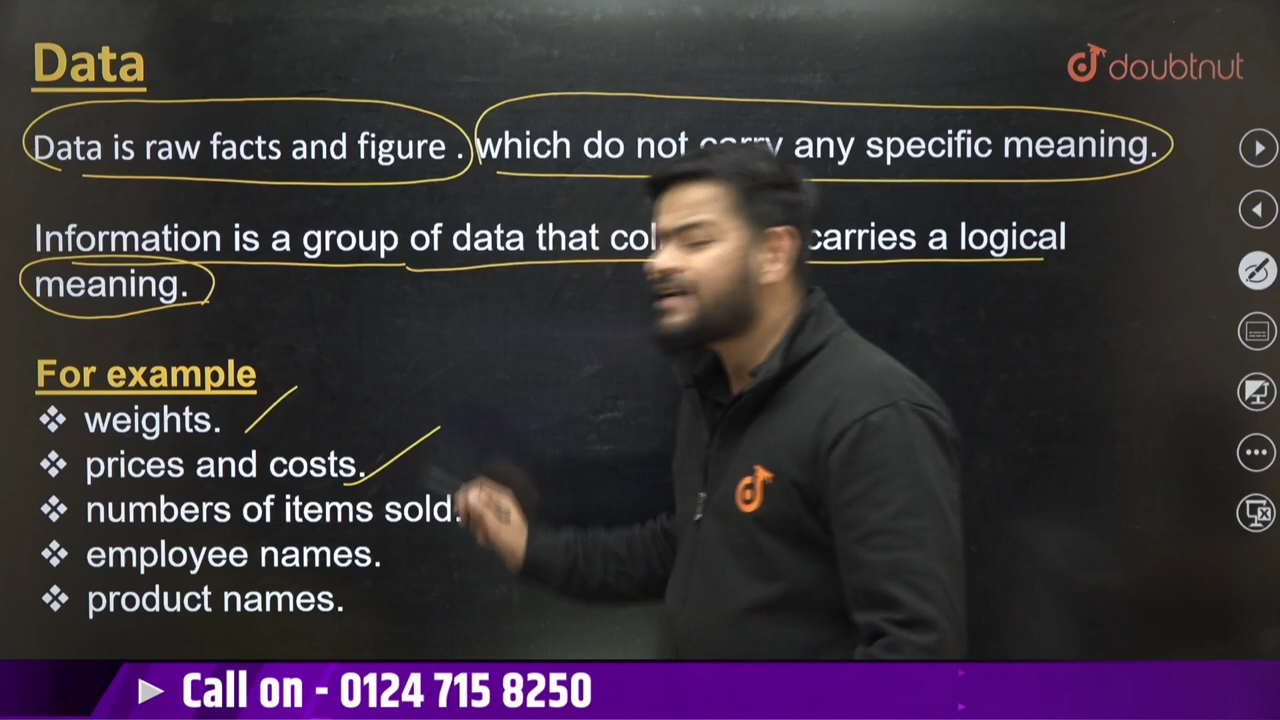 Data
doubtnut
Data is raw facts and figure . which do not carry any specific meaning.
Information is a group of data that carries a logical
meaning.
For example
❖ weights.
❖ prices and costs.
❖ numbers of items sold.
❖ employee names.
❖ product names.
Call on - 0124 715 8250